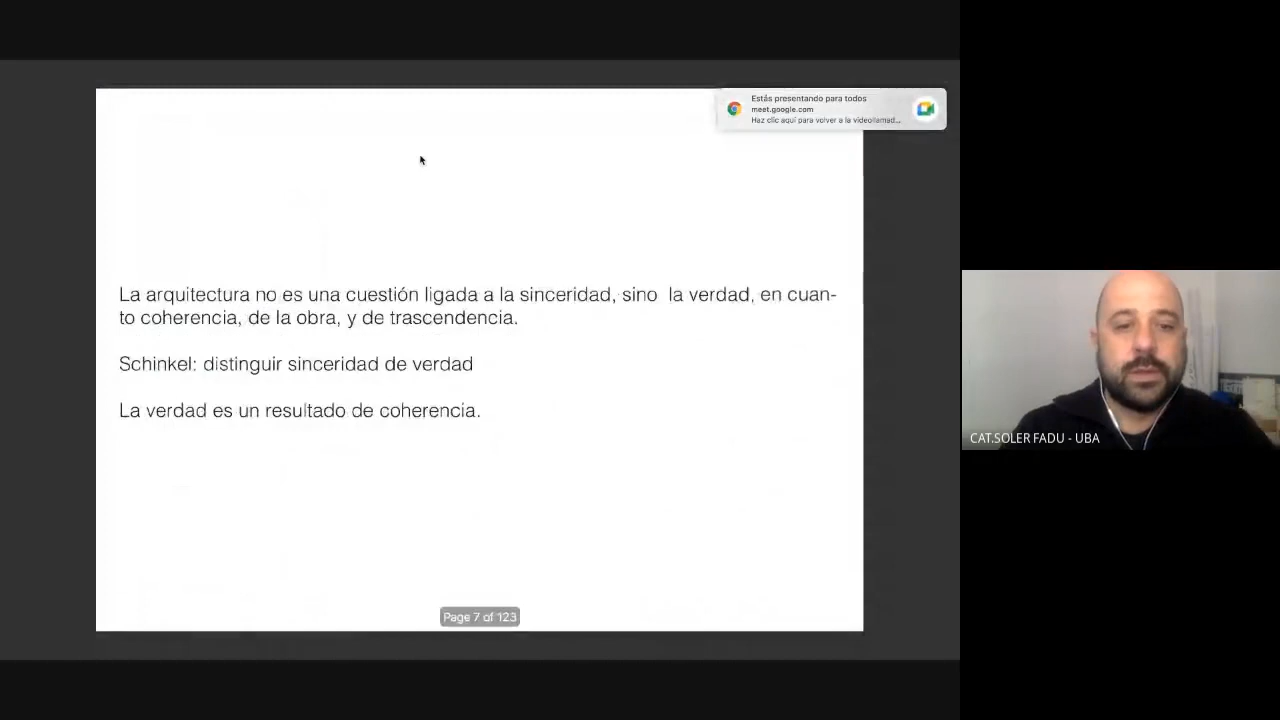 Estás presentando para todos
meet.google.com
Haz clic aquí para volver a la videollamad...
La arquitectura no es una cuestión ligada a la sinceridad, sino  la verdad, en cuan-
to coherencia, de la obra, y de trascendencia.
Schinkel: distinguir sinceridad de verdad
La verdad es un resultado de coherencia.
CAT.SOLER FADU - UBA
Page 7 of 123